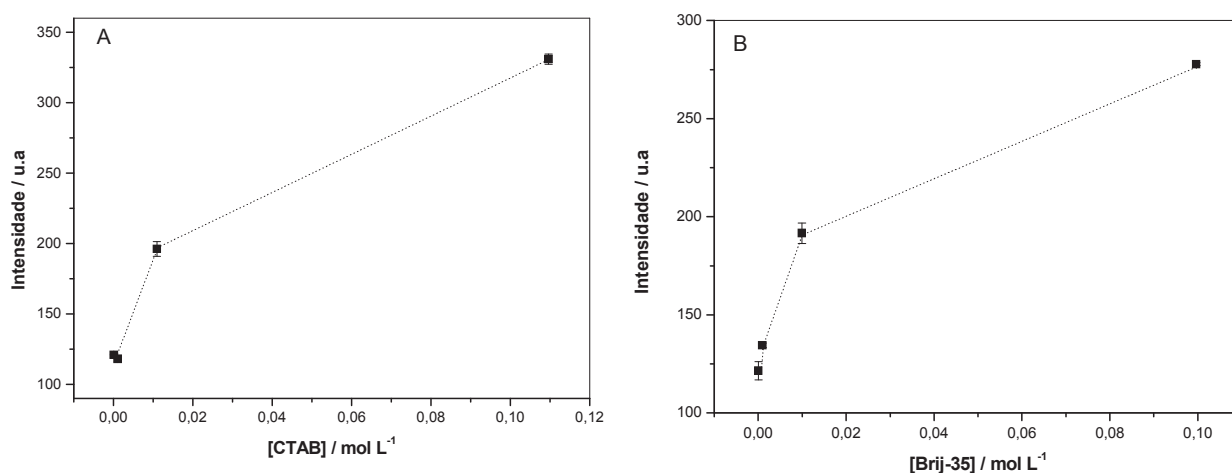 A
Intensidade / u.a
350
300
250
200
150
100
0,00 0,02 0,04 0,06 0,08 0,10 0,12
[CTAB] / mol L⁻¹
B
Intensidade / u.a
300
250
200
150
100
0,00 0,02 0,04 0,06 0,08 0,10
[Brij-35] / mol L⁻¹